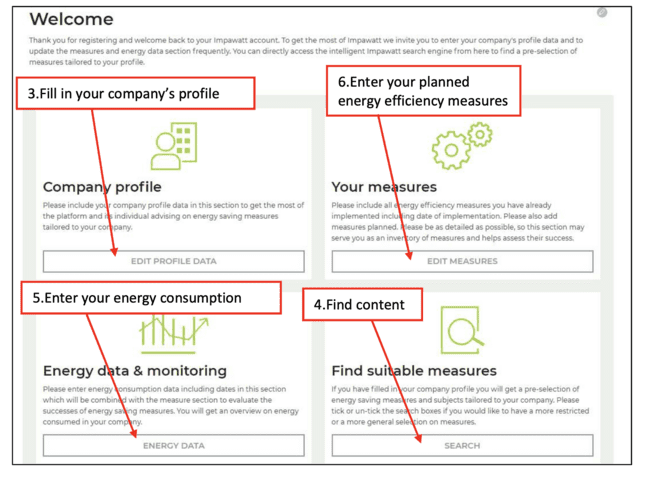 Welcome
Thank you for registering and welcome back to your Impawatt account. To get the most of Impawatt we invite you to enter your company's profile data and to
update the measures and energy data section frequently. You can directly access the intelligent Impawatt search engine from here to find a pre-selection of
measures tailored to your profile.
3.Fill in your company's profile
6.Enter your planned
energy efficiency measures
Company profile
Please include your company profile data in this section to get the most of
the platform and its individual advising on energy saving measures
tailored to your company.
EDIT PROFILE DATA
Your measures
Please include all energy efficiency measures you have already
implemented including date of implementation. Please also add
measures planned. Please be as detailed as possible, so this section may
serve you as an inventory of measures and helps assess their success.
EDIT MEASURES
5.Enter your energy consumption
4.Find content
Energy data & monitoring
Please enter energy consumption data including dates in this section
which will be combined with the measure section to evaluate the
successes of energy saving measures. You will get an overview on energy
consumed in your company.
ENERGY DATA
Find suitable measures
If you have filled in your company profile you will get a pre-selection of
energy saving measures and subjects tailored to your company. Please
tick or un-tick the search boxes if you would like to have a more restricted
or a more general selection on measures.
SEARCH